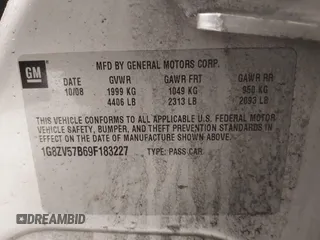 GM
MFD BY GENERAL MOTORS CORP.
DATE GVWR GAWR FRT GAWR RR
10/08 1999 KG 1049 KG 950 KG
4406 LB 2313 LB 2093 LB
THIS VEHICLE CONFORMS TO ALL APPLICABLE U.S. FEDERAL MOTOR
VEHICLE SAFETY, BUMPER, AND THEFT PREVENTION STANDARDS
IN EFFECT ON THE DATE OF MANUFACTURE SHOWN ABOVE.
1G8ZV57B69F183227 TYPE: PASS CAR
DREAMBID